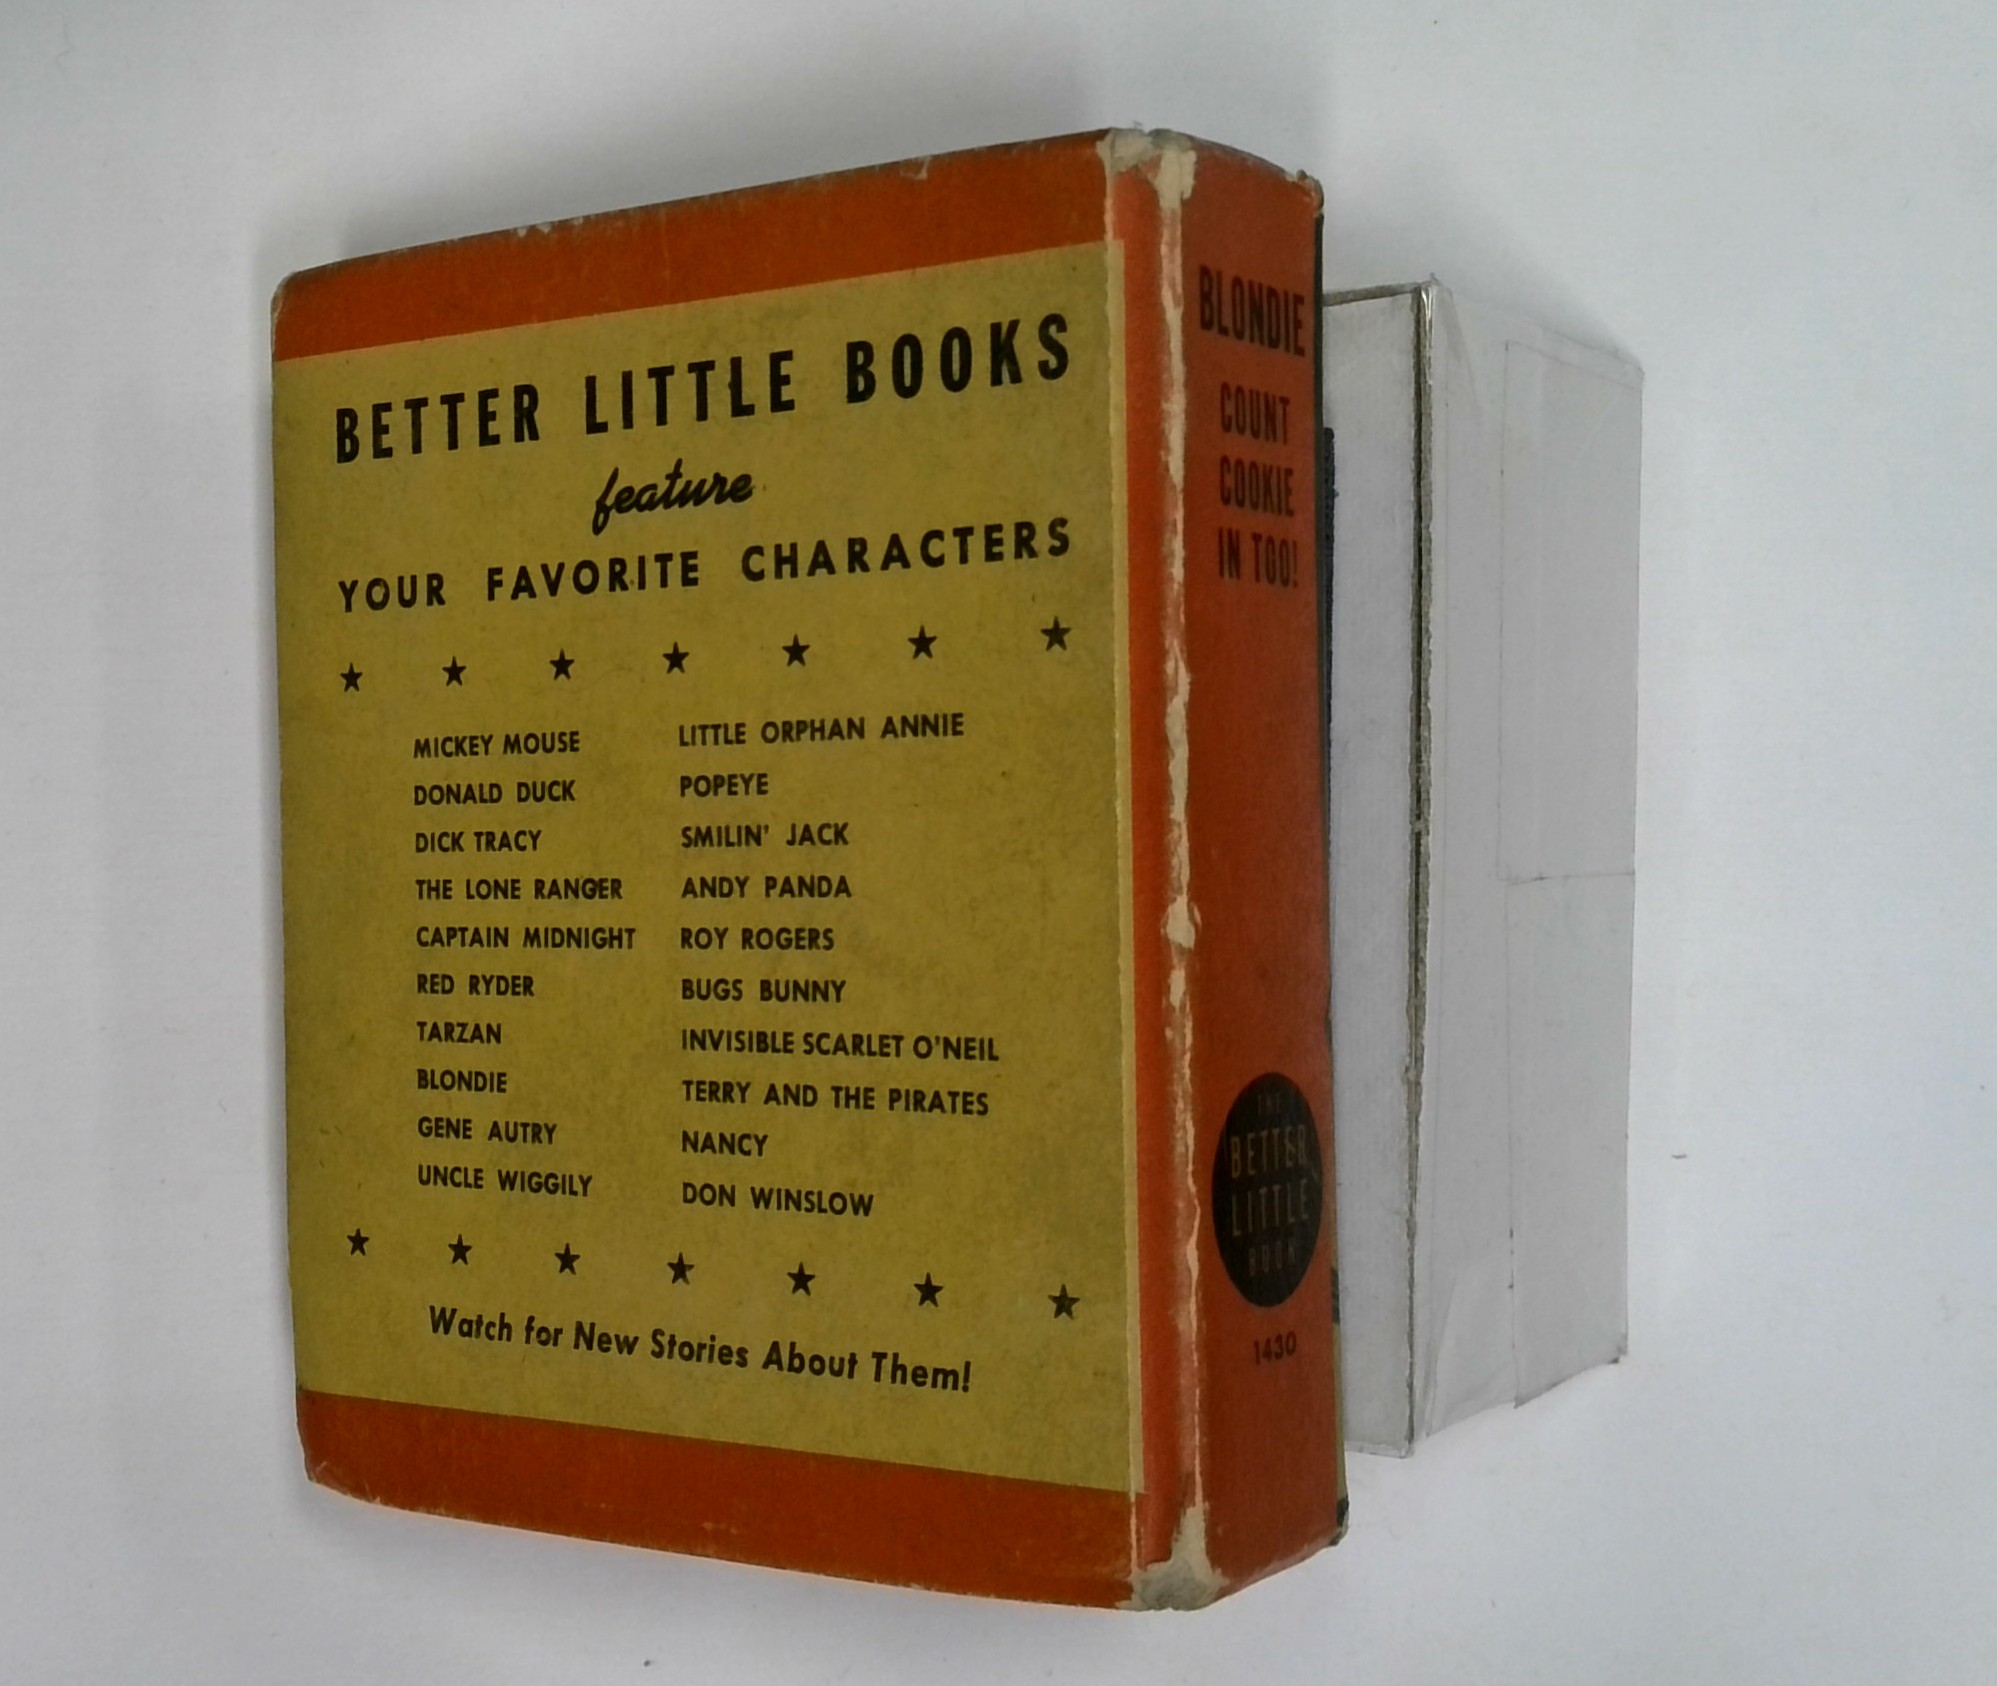 BETTER LITTLE BOOKS
feature
YOUR FAVORITE CHARACTERS
MICKEY MOUSE
DONALD DUCK
DICK TRACY
THE LONE RANGER
CAPTAIN MIDNIGHT
RED RYDER
TARZAN
BLONDIE
GENE AUTRY
UNCLE WIGGILY
LITTLE ORPHAN ANNIE
POPEYE
SMILIN' JACK
ANDY PANDA
ROY ROGERS
BUGS BUNNY
INVISIBLE SCARLET O'NEIL
TERRY AND THE PIRATES
NANCY
DON WINSLOW
Watch for New Stories About Them!
BLONDIE
COUNT
COOKIE
IN TOO!
THE
BETTER
LITTLE
BOOK
1430